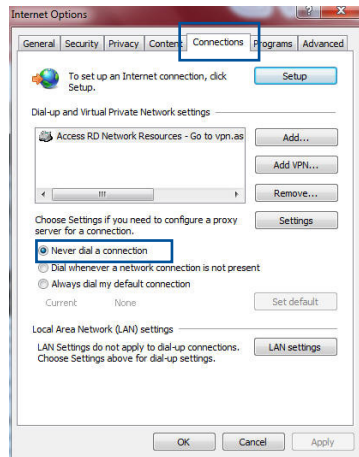 Internet Options
General Security Privacy Content Connections Programs Advanced
To set up an Internet connection, click
Setup.
Setup
Dial-up and Virtual Private Network settings
Access RD Network Resources - Go to vpn.as
Add...
Add VPN...
Remove...
Choose Settings if you need to configure a proxy
server for a connection.
Settings
Never dial a connection
Dial whenever a network connection is not present
Always dial my default connection
Current None
Set default
Local Area Network (LAN) settings
LAN Settings do not apply to dial-up connections.
Choose Settings above for dial-up settings.
LAN settings
OK Cancel Apply